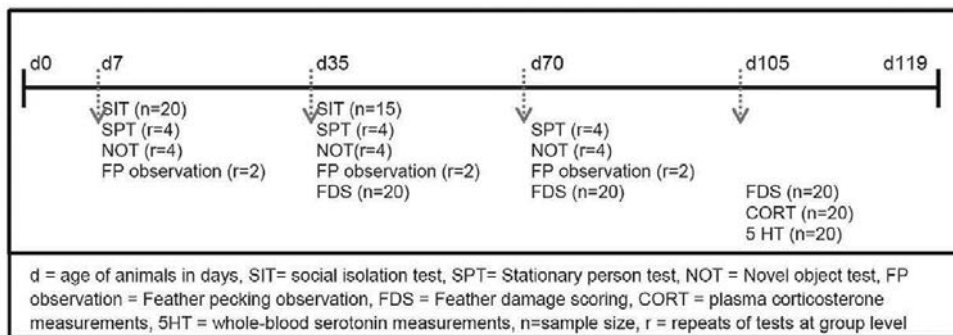 d0 d7 d35 d70 d105 d119
SIT (n=20)
SPT (r=4)
NOT (r=4)
FP observation (r=2)
SIT (n=15)
SPT (r=4)
NOT(r=4)
FP observation (r=2)
FDS (n=20)
SPT (r=4)
NOT (r=4)
FP observation (r=2)
FDS (n=20)
FDS (n=20)
CORT (n=20)
5 HT (n=20)
d = age of animals in days, SIT= social isolation test, SPT= Stationary person test, NOT = Novel object test, FP
observation = Feather pecking observation, FDS = Feather damage scoring, CORT = plasma corticosterone
measurements, 5HT = whole-blood serotonin measurements, n=sample size, r = repeats of tests at group level